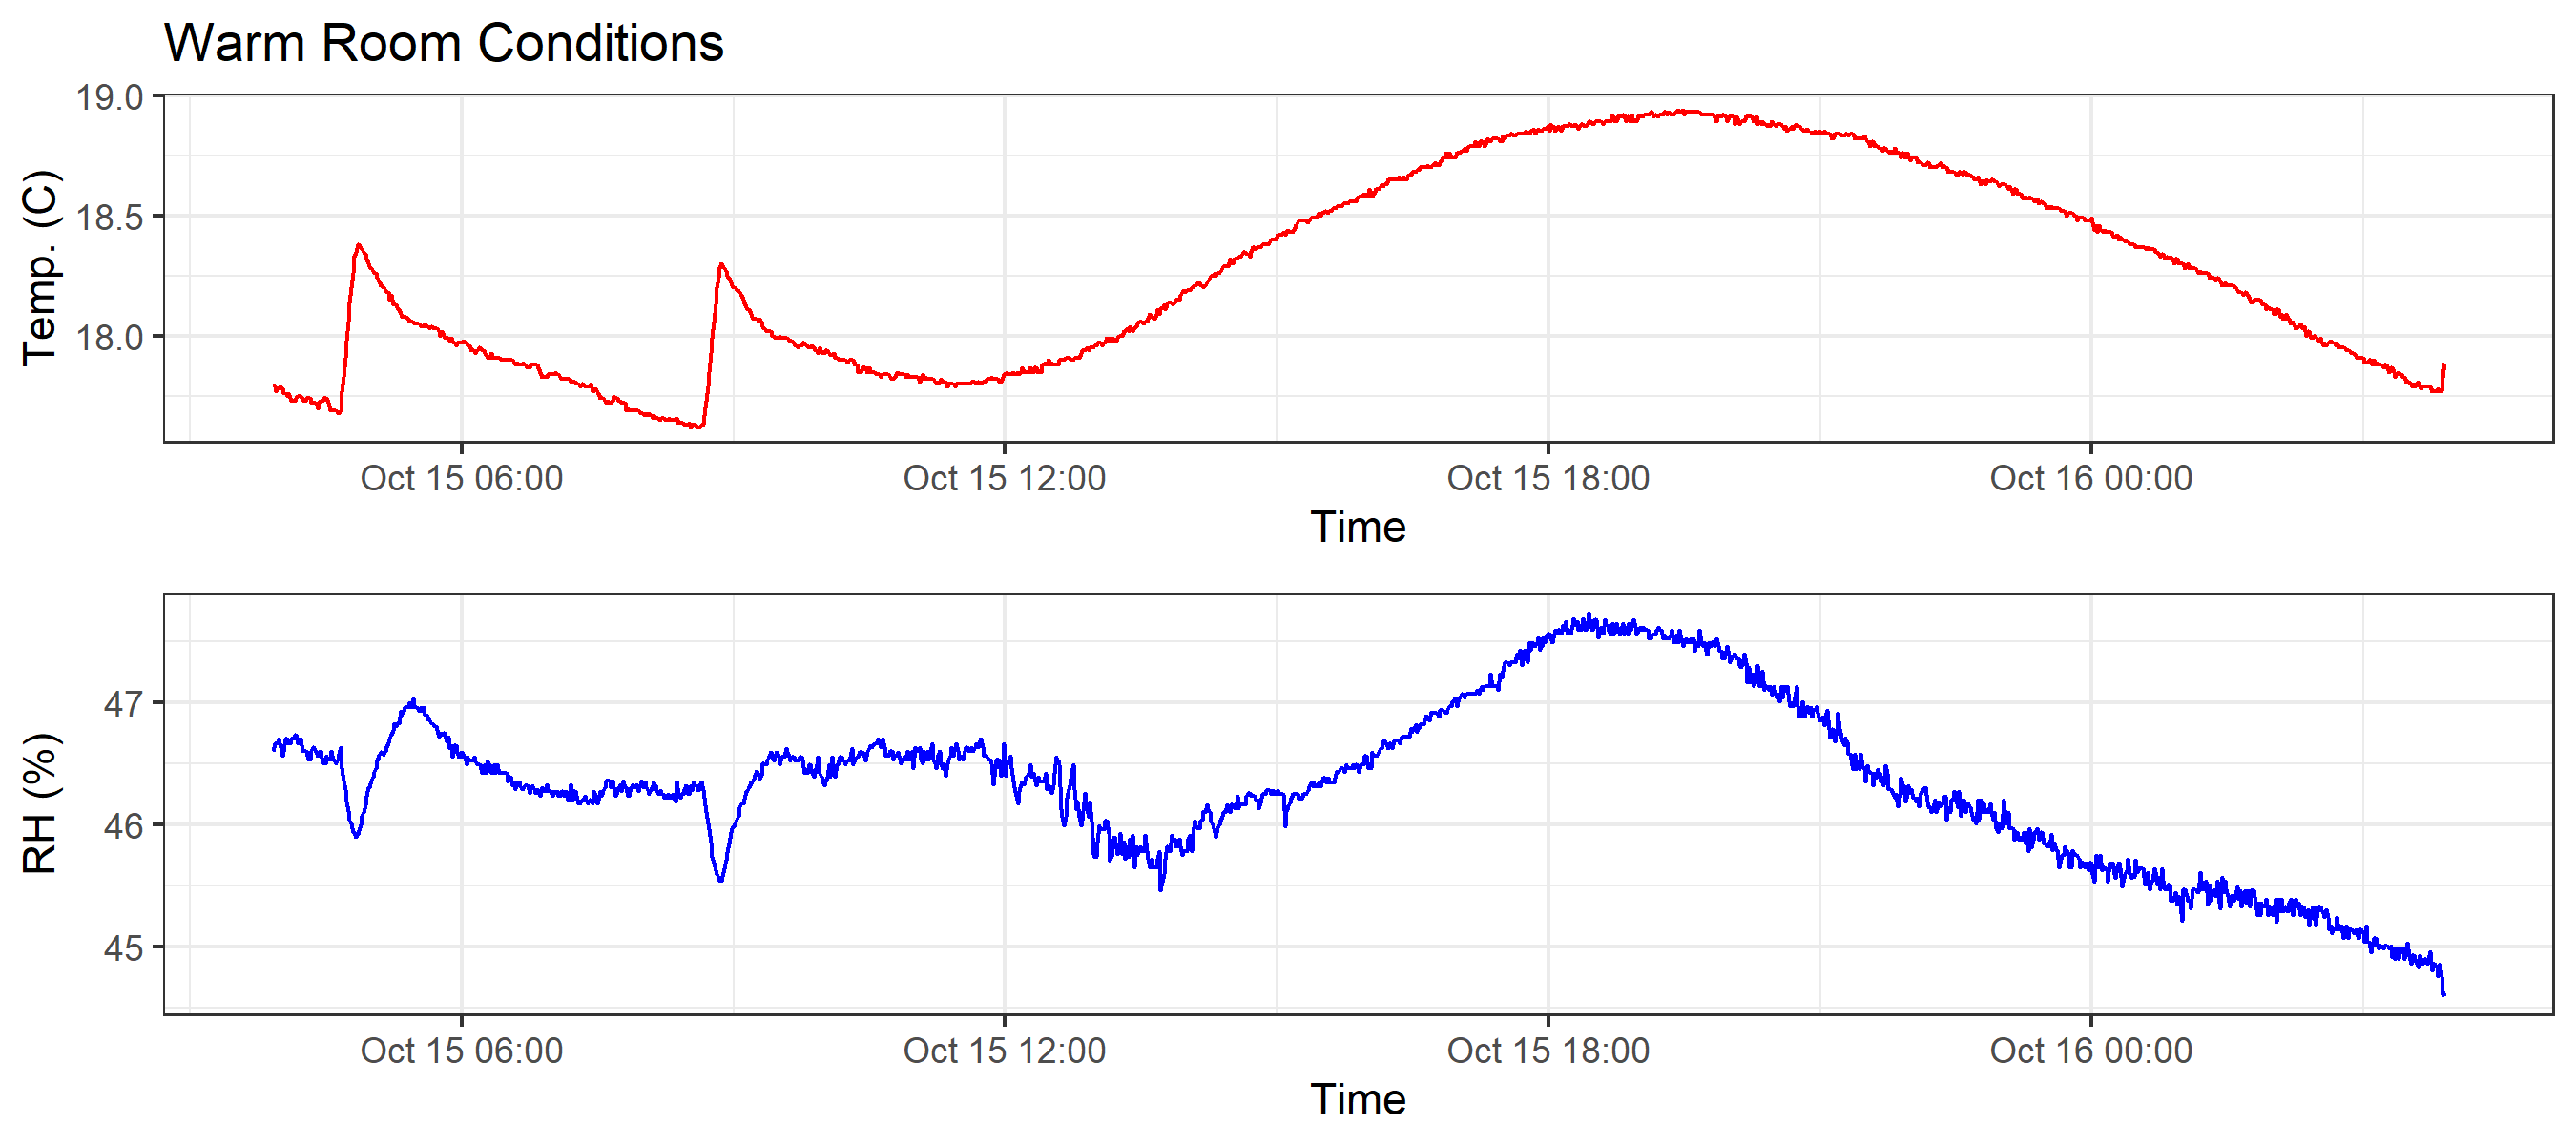 Warm Room Conditions
19.0
18.5
18.0
Temp. (C)
Oct 15 06:00 Oct 15 12:00 Oct 15 18:00 Oct 16 00:00
Time
47
46
45
RH (%)
Oct 15 06:00 Oct 15 12:00 Oct 15 18:00 Oct 16 00:00
Time